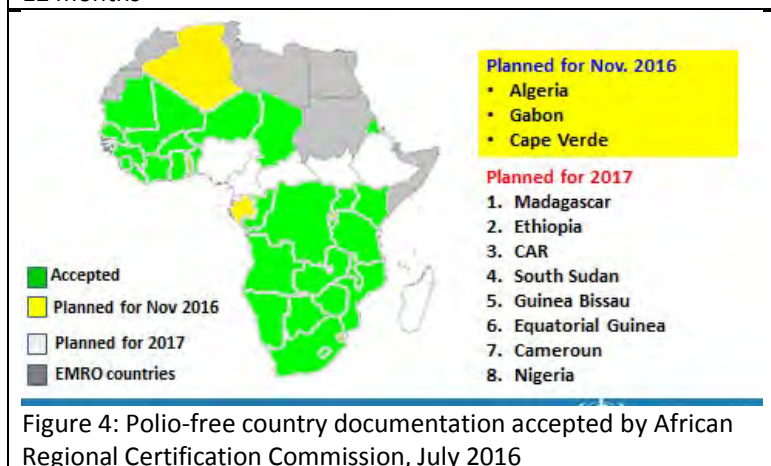 Planned for Nov. 2016
• Algeria
• Gabon
• Cape Verde
Planned for 2017
1. Madagascar
2. Ethiopia
3. CAR
4. South Sudan
5. Guinea Bissau
6. Equatorial Guinea
7. Cameroun
8. Nigeria
Accepted
Planned for Nov 2016
Planned for 2017
EMRO countries
Figure 4: Polio-free country documentation accepted by African
Regional Certification Commission, July 2016